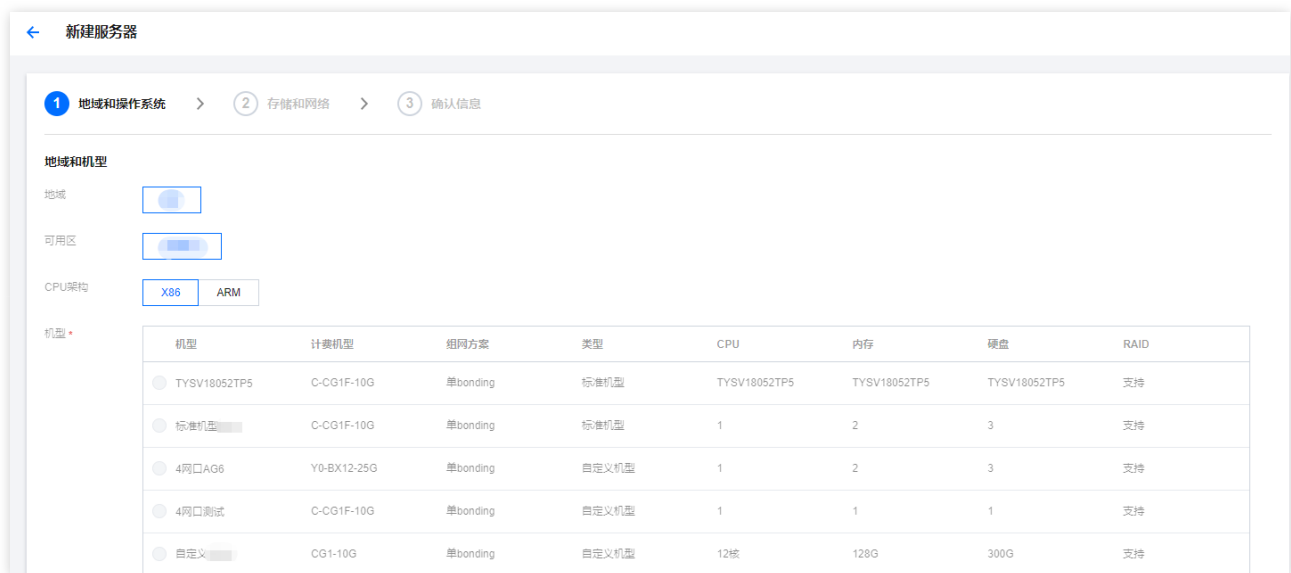 新建服务器
1 地域和操作系统 2 存储和网络 3 确认信息
地域和机型
地域
可用区
CPU架构 X86 ARM
机型 *
机型 计费机型 组网方案 类型 CPU 内存 硬盘 RAID
TYSV18052TP5 C-CG1F-10G 单bonding 标准机型 TYSV18052TP5 TYSV18052TP5 TYSV18052TP5 支持
标准机型 C-CG1F-10G 单bonding 标准机型 1 2 3 支持
4网口AG6 Y0-BX12-25G 单bonding 自定义机型 1 2 3 支持
4网口测试 C-CG1F-10G 单bonding 自定义机型 1 1 1 支持
自定义 CG1-10G 单bonding 自定义机型 12核 128G 300G 支持